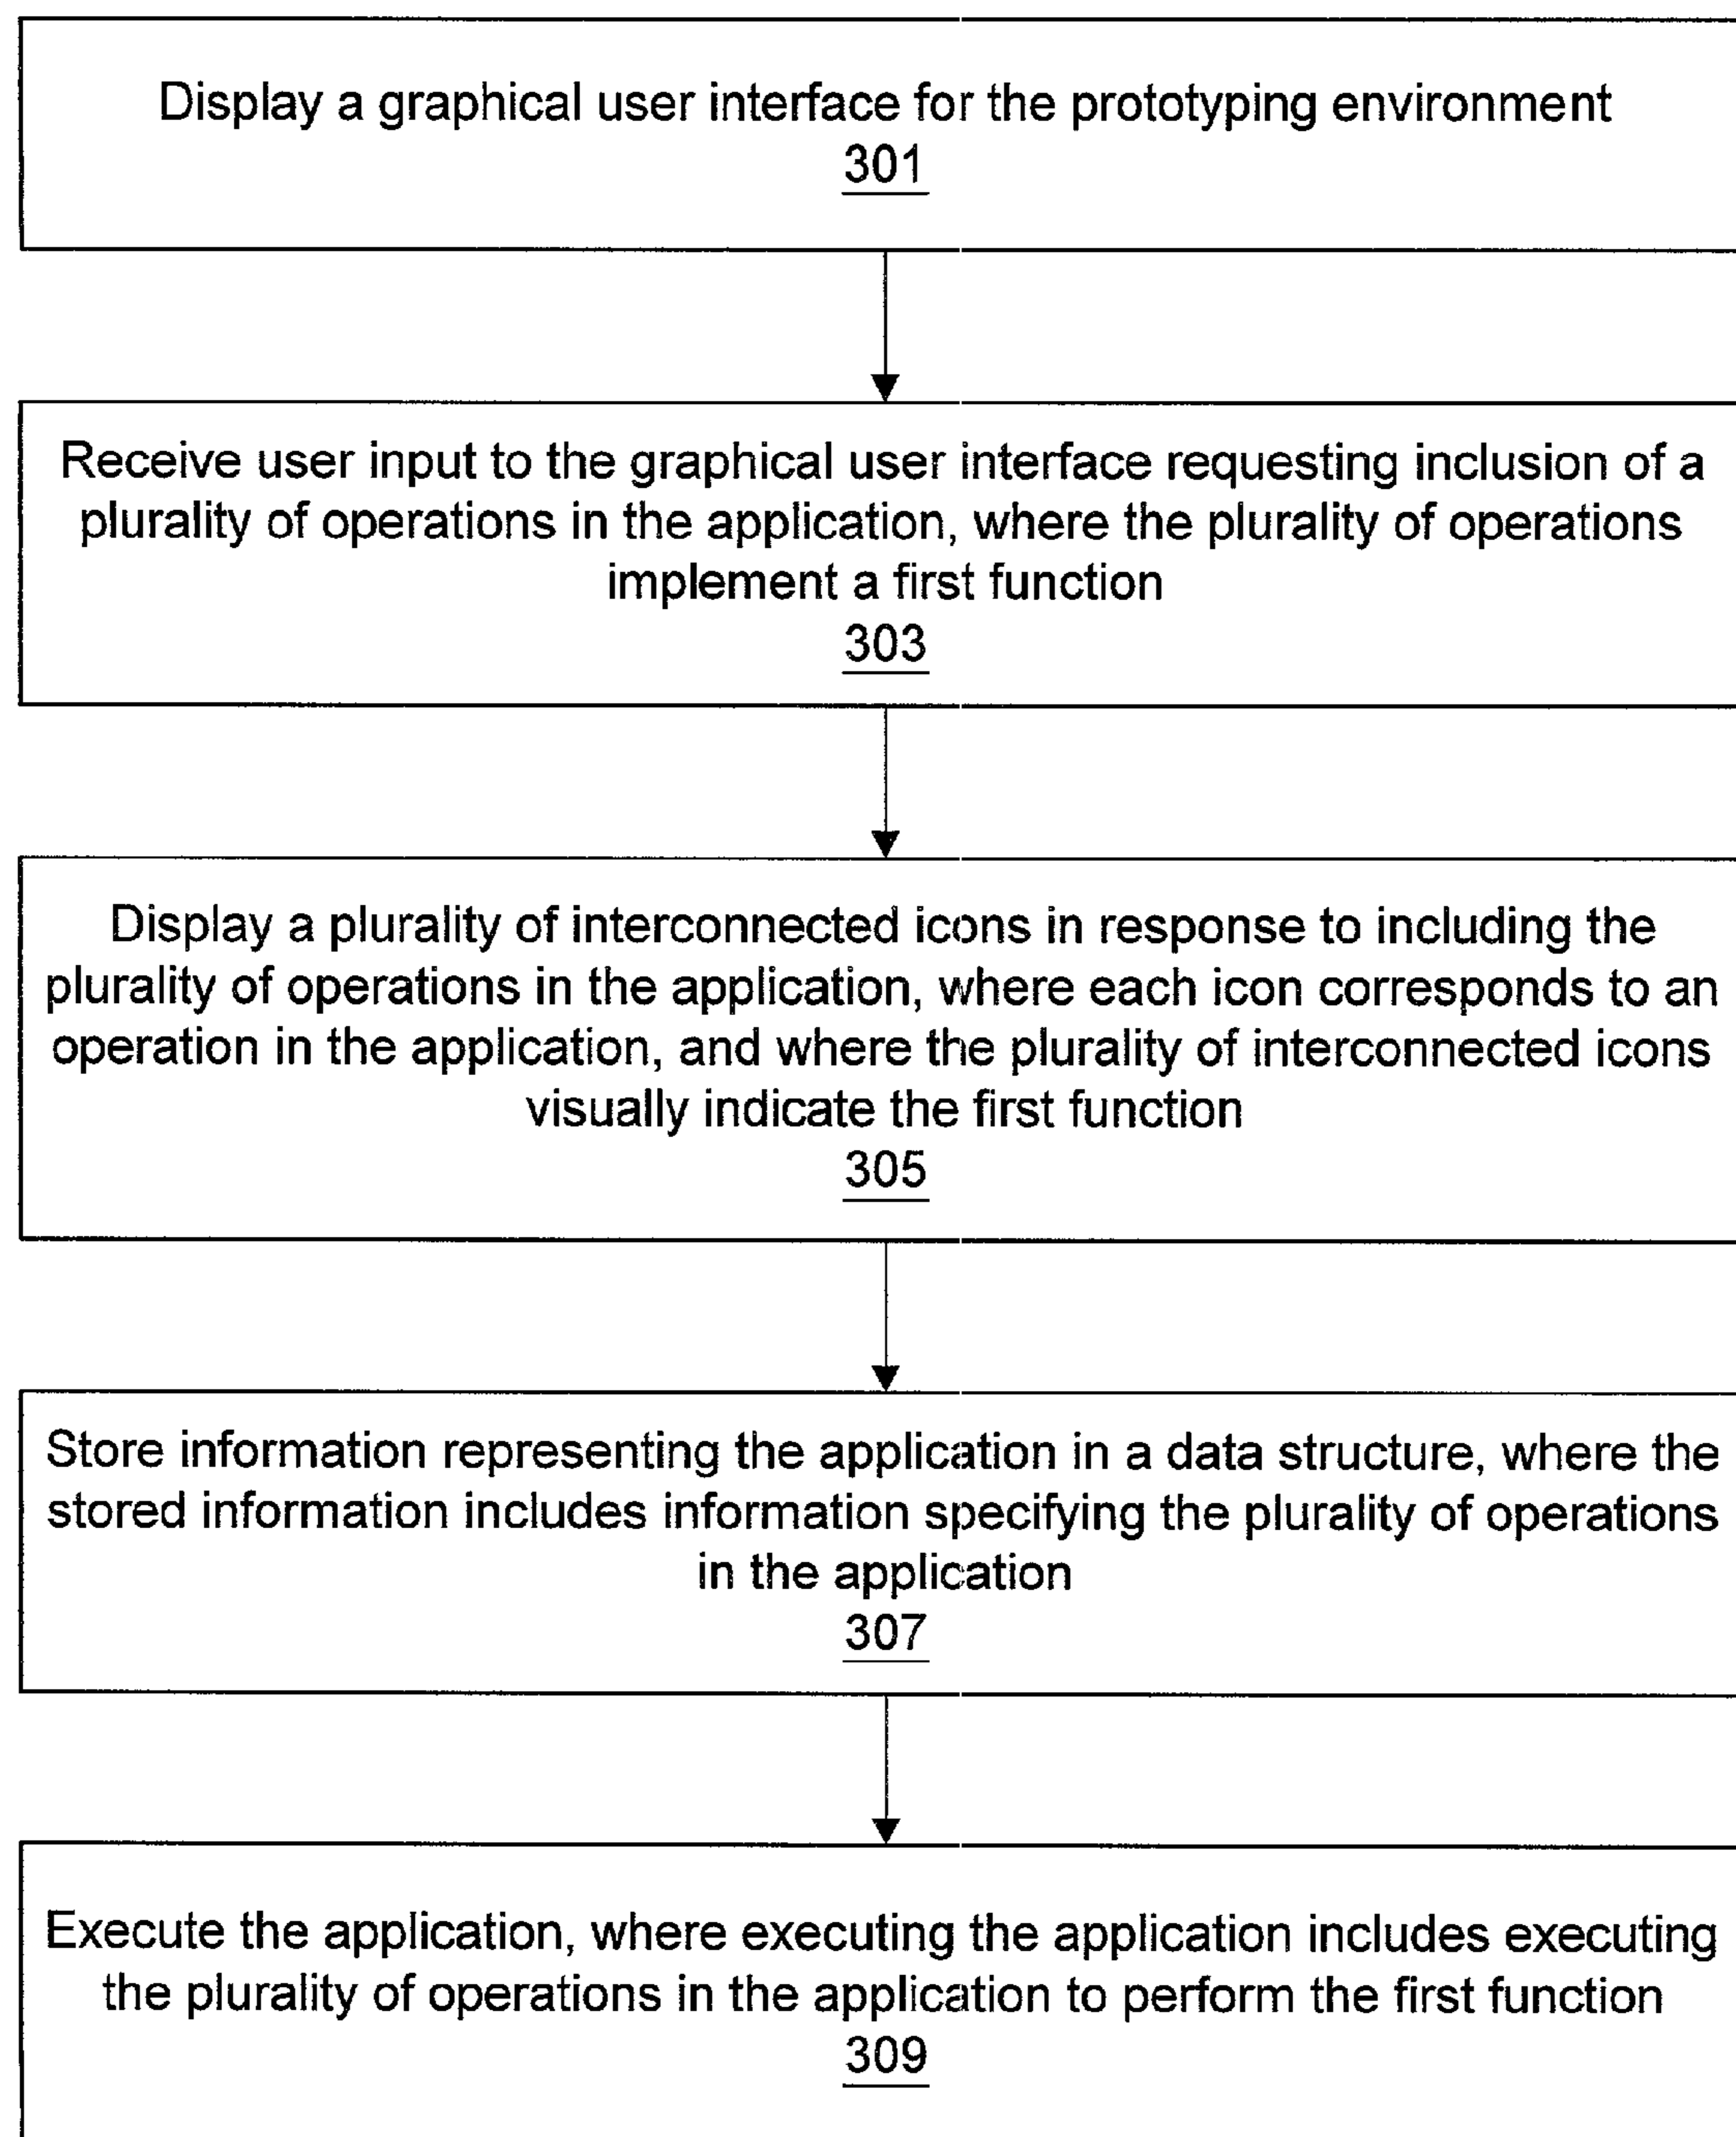 Display a graphical user interface for the prototyping environment
301
Receive user input to the graphical user interface requesting inclusion of a
plurality of operations in the application, where the plurality of operations
implement a first function
303
Display a plurality of interconnected icons in response to including the
plurality of operations in the application, where each icon corresponds to an
operation in the application, and where the plurality of interconnected icons
visually indicate the first function
305
Store information representing the application in a data structure, where the
stored information includes information specifying the plurality of operations
in the application
307
Execute the application, where executing the application includes executing
the plurality of operations in the application to perform the first function
309